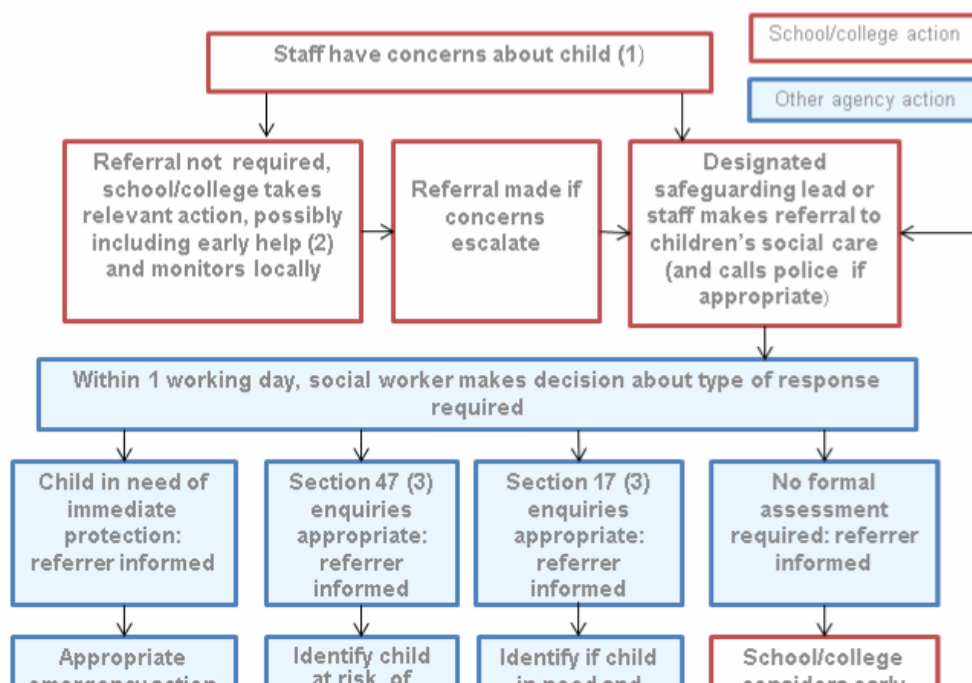 School/college action
Staff have concerns about child (1)
Other agency action
Referral not required,
school/college takes
relevant action, possibly
including early help (2)
and monitors locally
Referral made if
concerns
escalate
Designated
safeguarding lead or
staff makes referral to
children's social care
(and calls police if
appropriate)
Within 1 working day, social worker makes decision about type of response
required
Child in need of
immediate
protection:
referrer informed
Section 47 (3)
enquiries
appropriate:
referrer
informed
Section 17 (3)
enquiries
appropriate:
referrer
informed
No formal
assessment
required: referrer
informed
Appropriate
emergency action
Identify child
at risk of
Identify if child
in need and
School/college
considers early